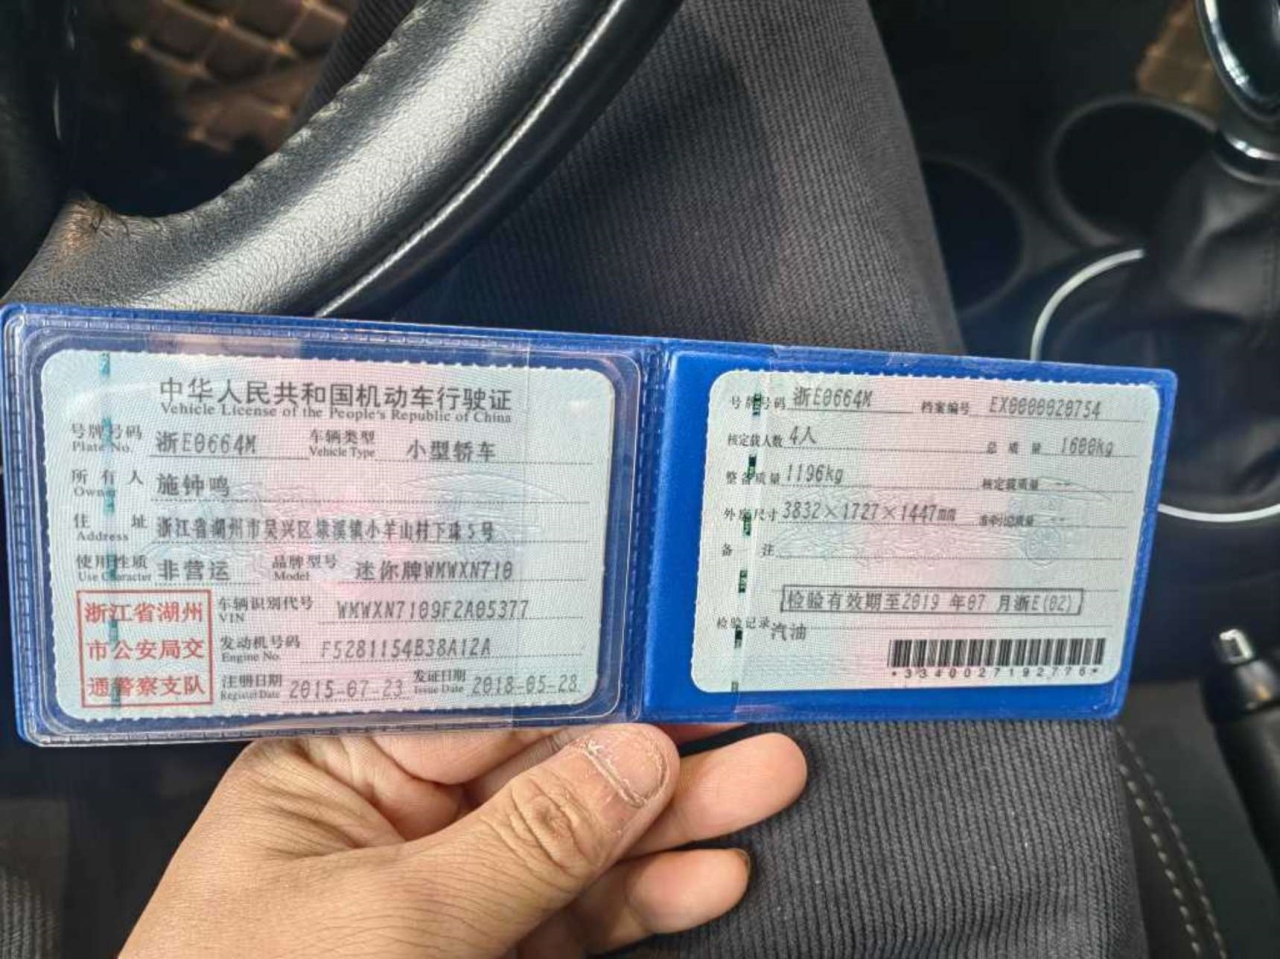 中华人民共和国机动车行驶证
Vehicle License of the People's Republic of China
号牌号码 浙E0664M 车辆类型 小型轿车
Plate No. Vehicle Type
所有人 施钟鸣
Owner
住址 浙江省湖州市吴兴区埭溪镇小羊山村下珠5号
Address
使用性质 非营运 品牌型号 迷你牌WMWXN710
Use Character Model
浙江省湖州
市公安局交
通警察支队
车辆识别代号 WMWXN7109F2A05377
VIN
发动机号码 F5281154B38A12A
Engine No.
注册日期 2015-07-23 发证日期 2018-05-28
Register Date Issue Date
号牌号码 浙E0664M 档案编号 EX0000020754
核定载人数 4人 总质量 1600kg
整备质量 1196kg 核定载质量 --
外廓尺寸 3832×1727×1447mm 准牵引总质量 --
备注
检验有效期至2019年07月浙E(02)
检验记录 汽油
*3340027192776*